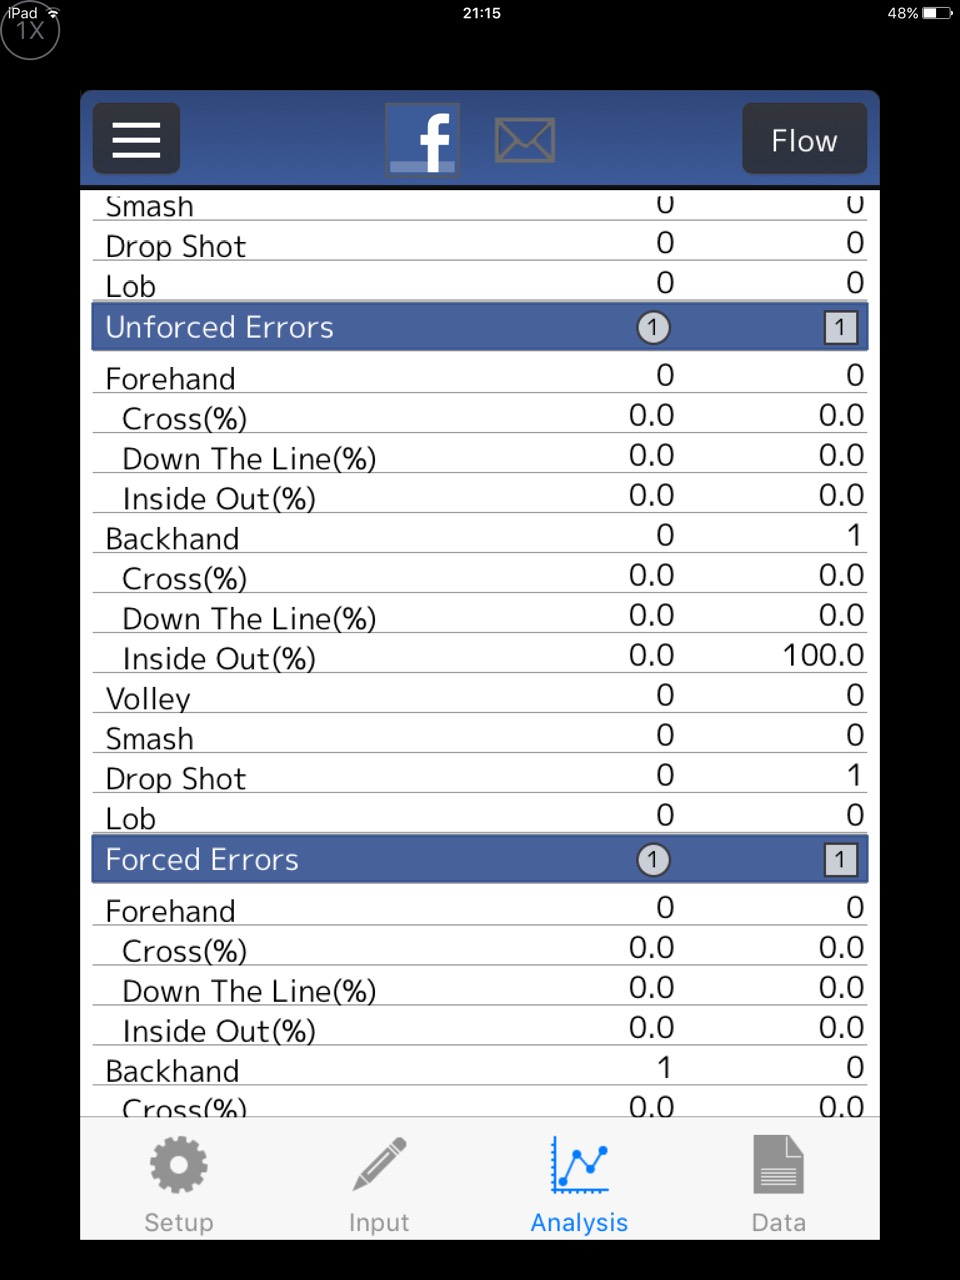 iPad 21:15 48%
1X
f Flow
Smash 0 0
Drop Shot 0 0
Lob 0 0
Unforced Errors 1 1
Forehand 0 0
Cross(%) 0.0 0.0
Down The Line(%) 0.0 0.0
Inside Out(%) 0.0 0.0
Backhand 0 1
Cross(%) 0.0 0.0
Down The Line(%) 0.0 0.0
Inside Out(%) 0.0 100.0
Volley 0 0
Smash 0 0
Drop Shot 0 1
Lob 0 0
Forced Errors 1 1
Forehand 0 0
Cross(%) 0.0 0.0
Down The Line(%) 0.0 0.0
Inside Out(%) 0.0 0.0
Backhand 1 0
Cross(%) 0.0 0.0
Setup Input Analysis Data